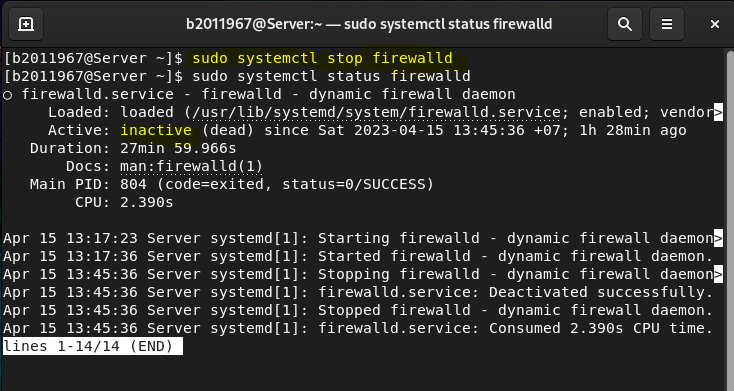 b2011967@Server:~ — sudo systemctl status firewalld
[b2011967@Server ~]$ sudo systemctl stop firewalld
[b2011967@Server ~]$ sudo systemctl status firewalld
○ firewalld.service - firewalld - dynamic firewall daemon
     Loaded: loaded (/usr/lib/systemd/system/firewalld.service; enabled; vendor>
     Active: inactive (dead) since Sat 2023-04-15 13:45:36 +07; 1h 28min ago
   Duration: 27min 59.966s
       Docs: man:firewalld(1)
   Main PID: 804 (code=exited, status=0/SUCCESS)
        CPU: 2.390s
Apr 15 13:17:23 Server systemd[1]: Starting firewalld - dynamic firewall daemon>
Apr 15 13:17:36 Server systemd[1]: Started firewalld - dynamic firewall daemon.
Apr 15 13:45:36 Server systemd[1]: Stopping firewalld - dynamic firewall daemon>
Apr 15 13:45:36 Server systemd[1]: firewalld.service: Deactivated successfully.
Apr 15 13:45:36 Server systemd[1]: Stopped firewalld - dynamic firewall daemon.
Apr 15 13:45:36 Server systemd[1]: firewalld.service: Consumed 2.390s CPU time.
lines 1-14/14 (END)